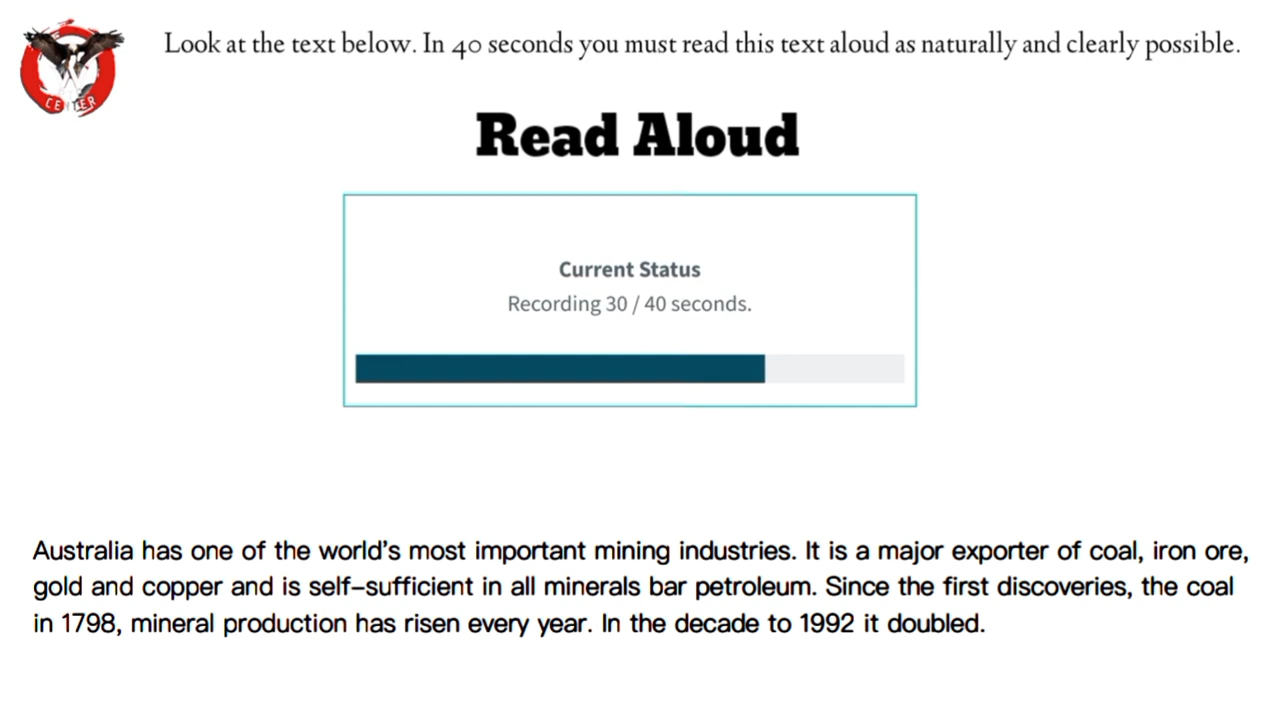 Look at the text below. In 40 seconds you must read this text aloud as naturally and clearly possible.
CENTER
Read Aloud
Current Status
Recording 30 / 40 seconds.
Australia has one of the world's most important mining industries. It is a major exporter of coal, iron ore,
gold and copper and is self-sufficient in all minerals bar petroleum. Since the first discoveries, the coal
in 1798, mineral production has risen every year. In the decade to 1992 it doubled.